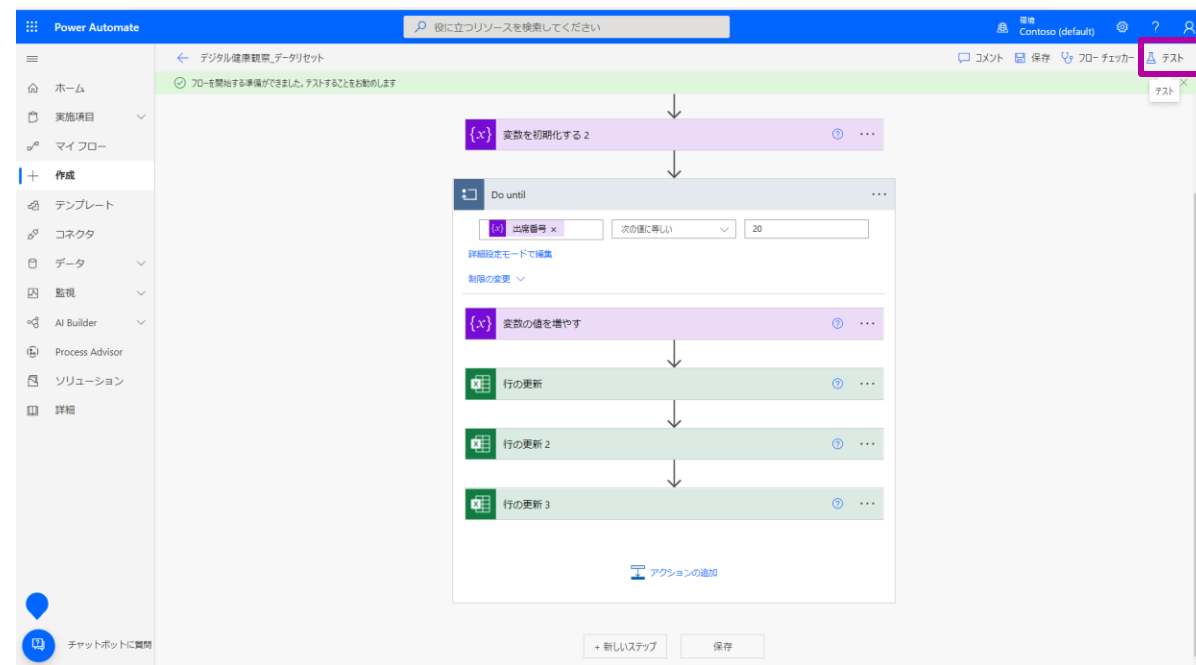 Power Automate
役に立つリソースを検索してください
環境
Contoso (default)
デジタル健康観察_データリセット
コメント
保存
フロー チェッカー
テスト
フローを開始する準備ができました。テストすることをお勧めします
テスト
ホーム
実施項目
マイ フロー
作成
テンプレート
コネクタ
データ
監視
AI Builder
Process Advisor
ソリューション
詳細
チャットボットに質問
{x} 変数を初期化する 2
Do until
{x} 出席番号 ×
次の値に等しい
20
詳細設定モードで編集
制限の変更
{x} 変数の値を増やす
行の更新
行の更新 2
行の更新 3
アクションの追加
+ 新しいステップ
保存